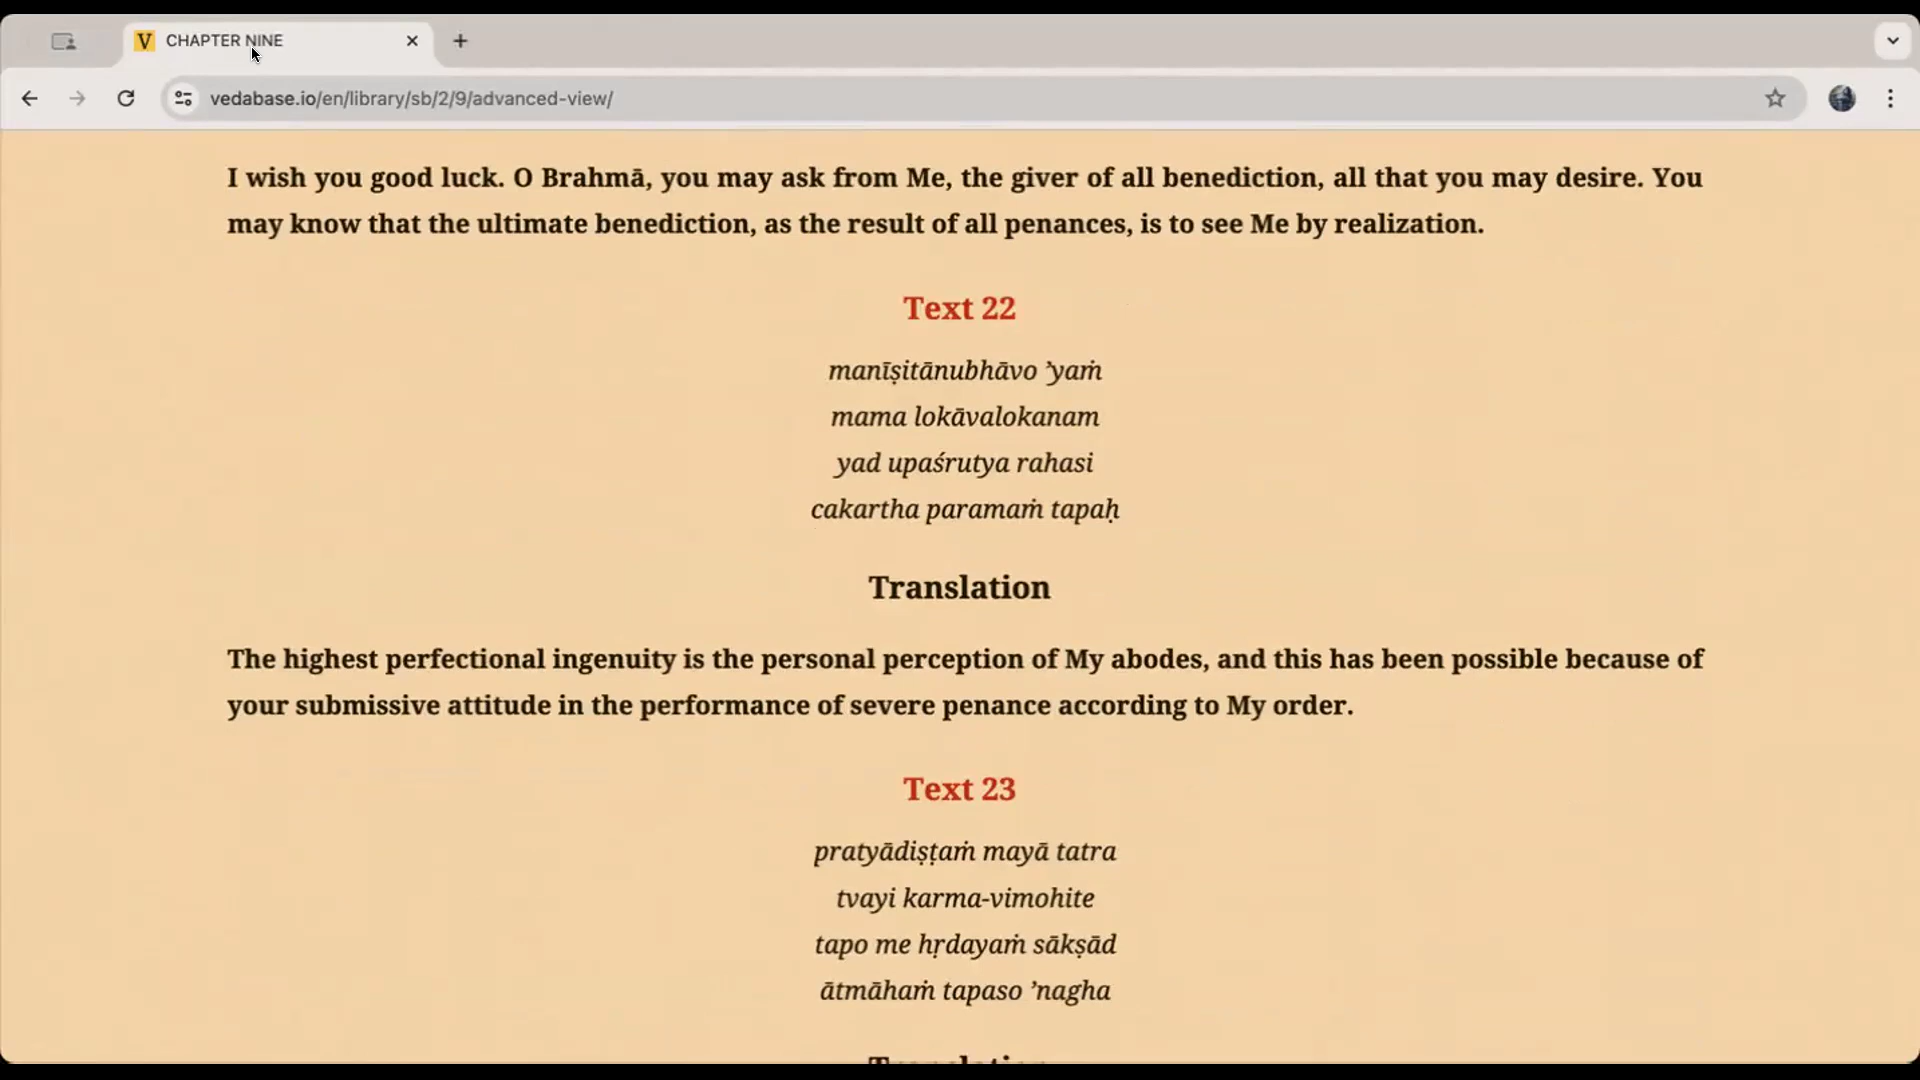 CHAPTER NINE
vedabase.io/en/library/sb/2/9/advanced-view/
I wish you good luck. O Brahmā, you may ask from Me, the giver of all benediction, all that you may desire. You
may know that the ultimate benediction, as the result of all penances, is to see Me by realization.
Text 22
manīṣitānubhāvo ’yaṁ
mama lokāvalokanam
yad upaśrutya rahasi
cakartha paramaṁ tapaḥ
Translation
The highest perfectional ingenuity is the personal perception of My abodes, and this has been possible because of
your submissive attitude in the performance of severe penance according to My order.
Text 23
pratyādiṣṭaṁ mayā tatra
tvayi karma-vimohite
tapo me hṛdayaṁ sākṣād
ātmāhaṁ tapaso ’nagha